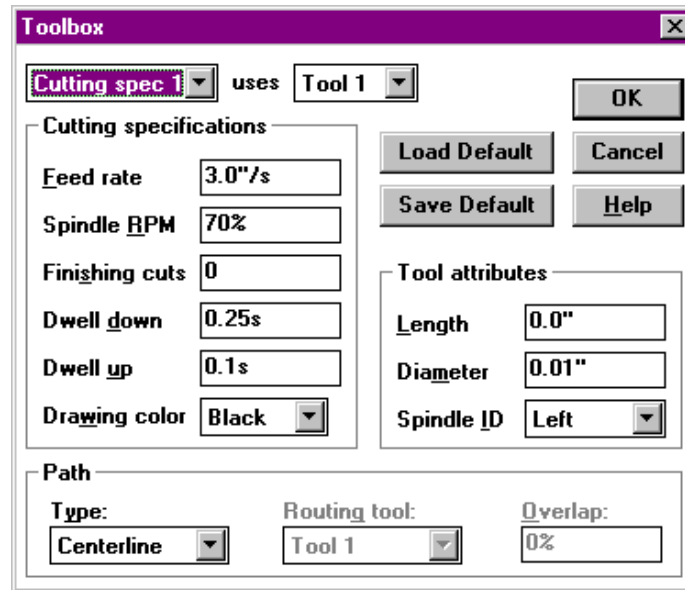 Toolbox
Cutting spec 1 uses Tool 1
OK
Cutting specifications
Load Default Cancel
Feed rate 3.0"/s
Save Default Help
Spindle RPM 70%
Finishing cuts 0
Tool attributes
Dwell down 0.25s
Length 0.0"
Dwell up 0.1s
Diameter 0.01"
Drawing color Black
Spindle ID Left
Path
Type: Routing tool: Overlap:
Centerline Tool 1 0%